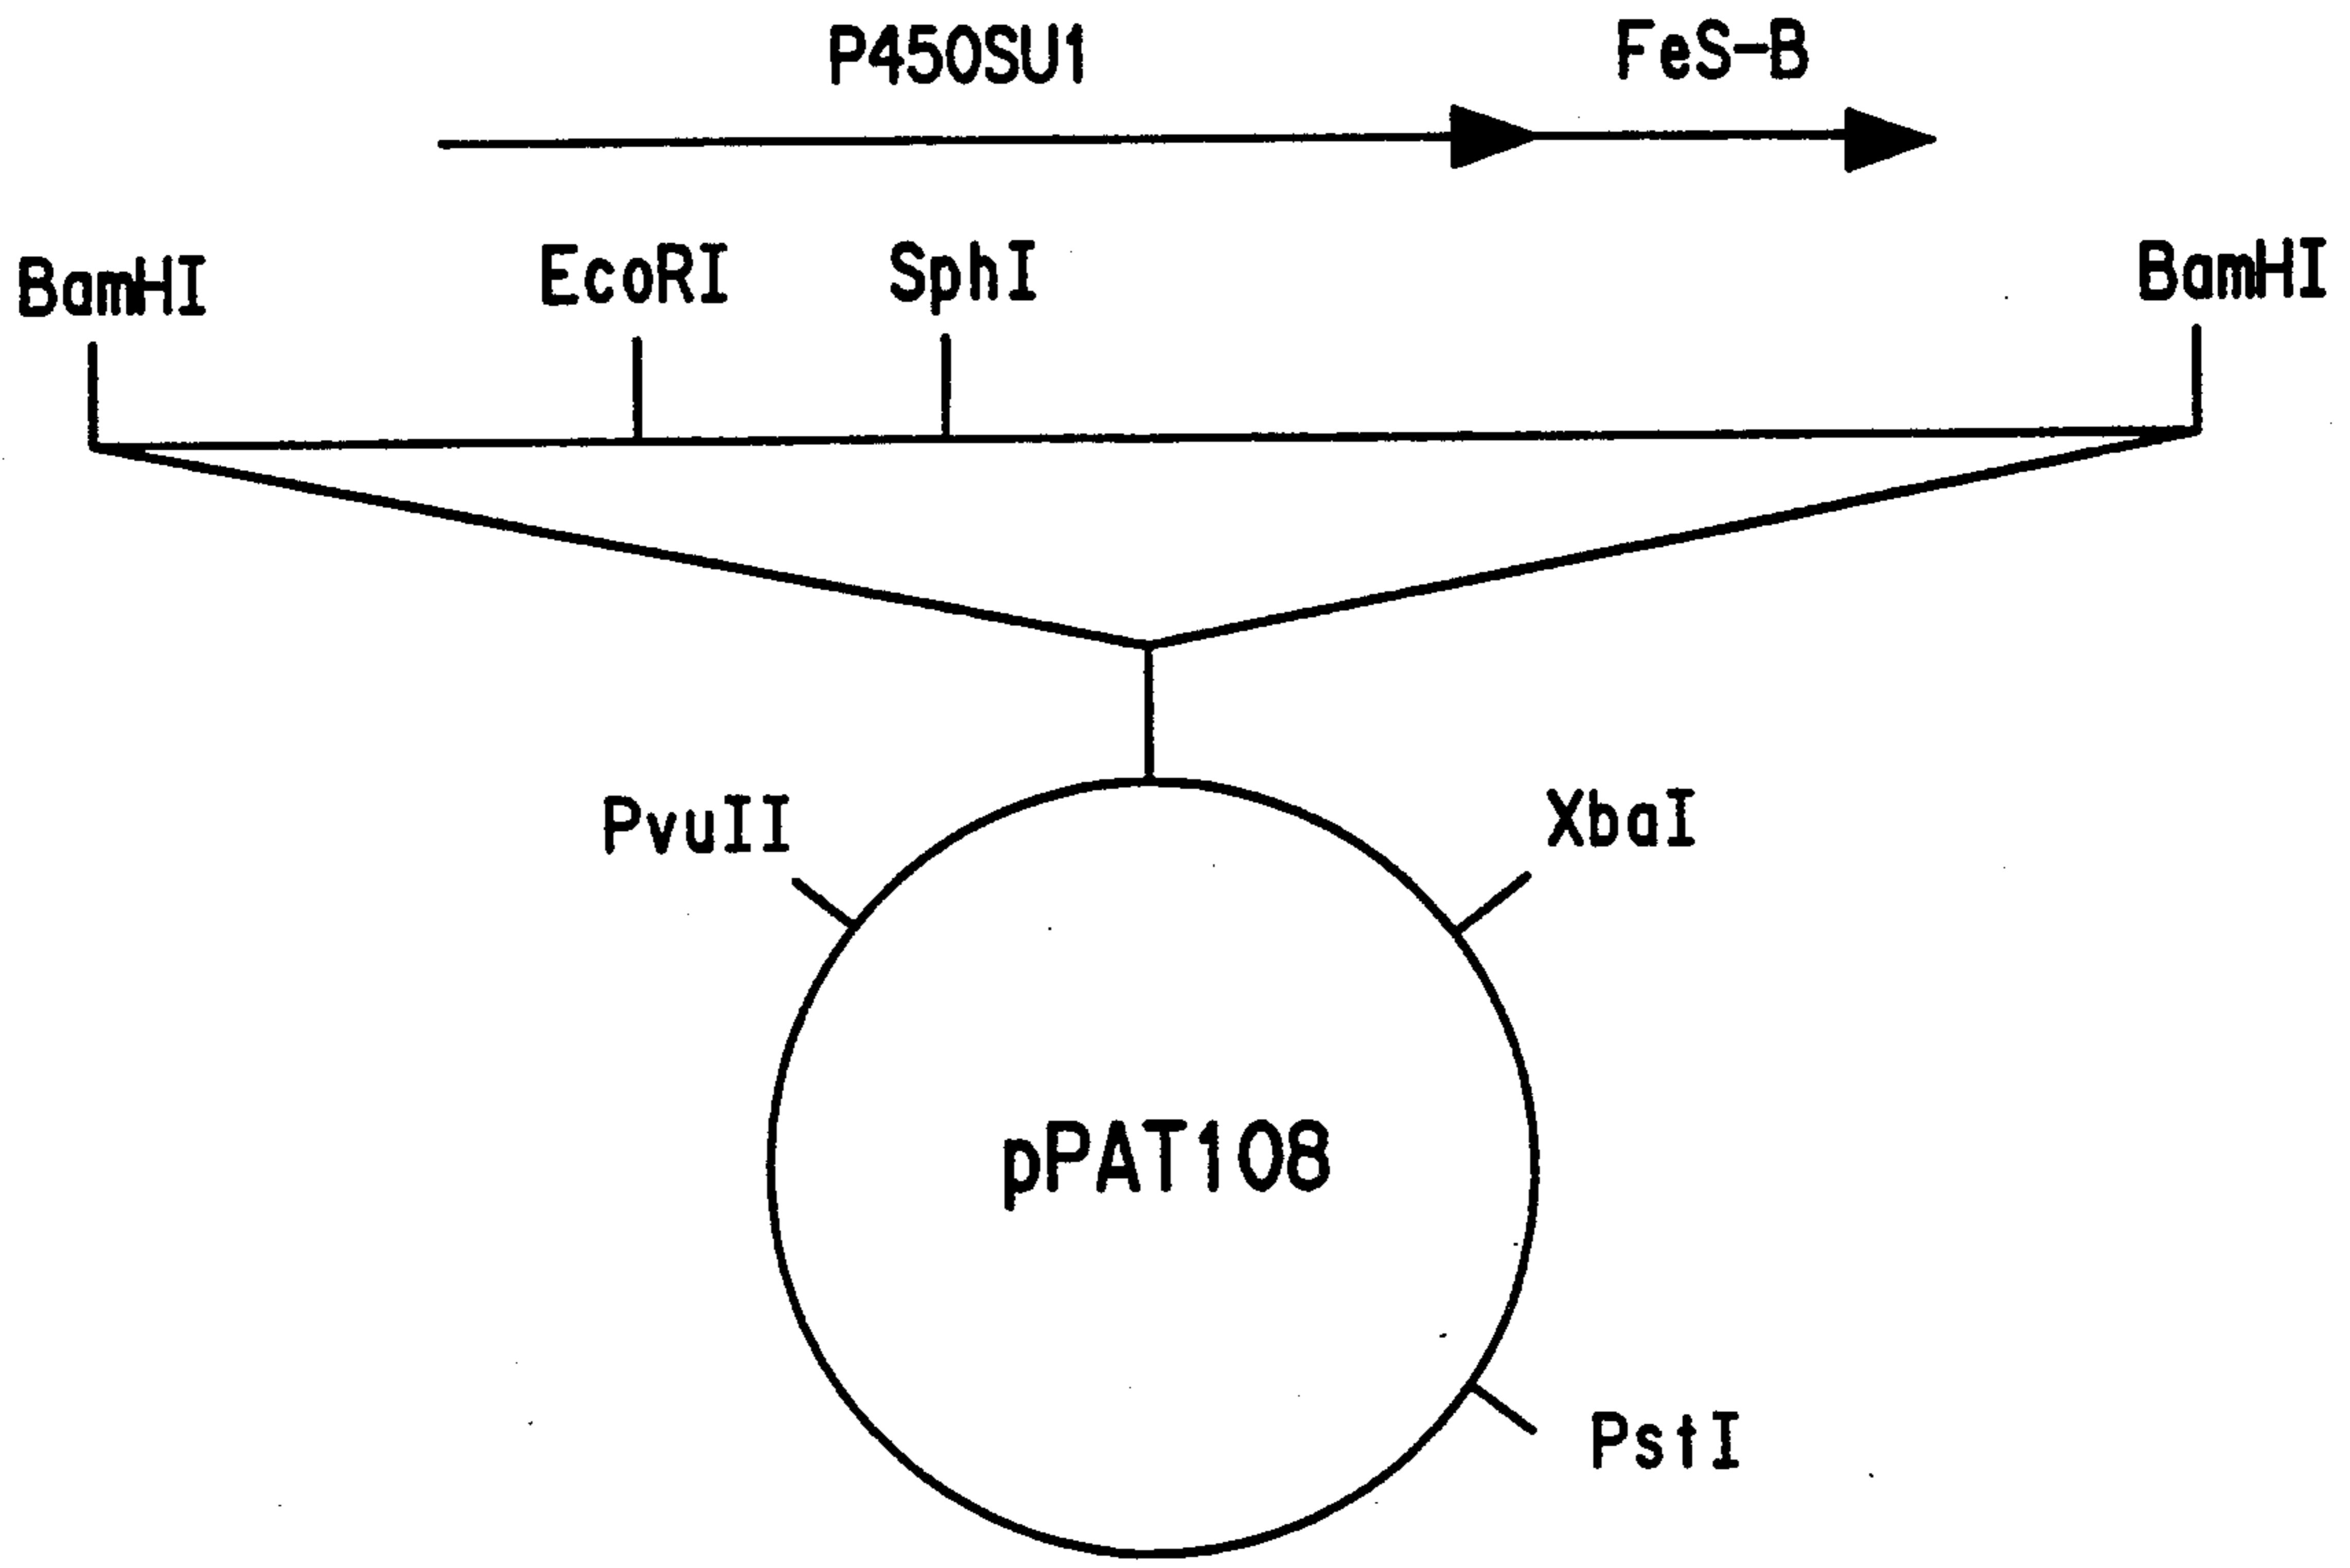 P450SU1 FeS-B
BamHI EcoRI SphI BamHI
PvuII XbaI
pPAT108
PstI